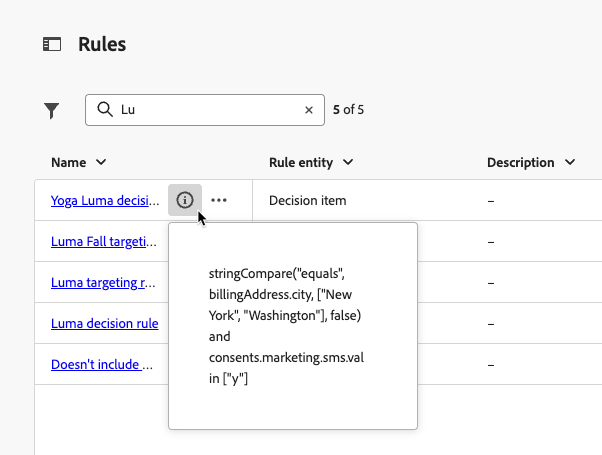 Rules
Lu
5 of 5
Name Rule entity Description
Yoga Luma decisi... Decision item –
Luma Fall targeti... –
Luma targeting r... –
Luma decision rule –
Doesn't include ... –
stringCompare("equals",
billingAddress.city, ["New
York", "Washington"], false)
and
consents.marketing.sms.val
in ["y"]